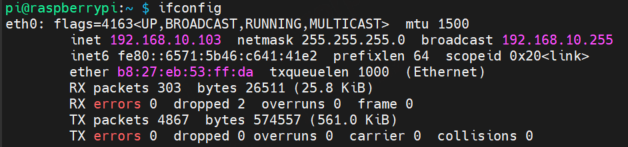 pi@raspberrypi:~ $ ifconfig
eth0: flags=4163<UP,BROADCAST,RUNNING,MULTICAST>  mtu 1500
        inet 192.168.10.103  netmask 255.255.255.0  broadcast 192.168.10.255
        inet6 fe80::6571:5b46:c641:41e2  prefixlen 64  scopeid 0x20<link>
        ether b8:27:eb:53:ff:da  txqueuelen 1000  (Ethernet)
        RX packets 303  bytes 26511 (25.8 KiB)
        RX errors 0  dropped 2  overruns 0  frame 0
        TX packets 4867  bytes 574557 (561.0 KiB)
        TX errors 0  dropped 0 overruns 0  carrier 0  collisions 0